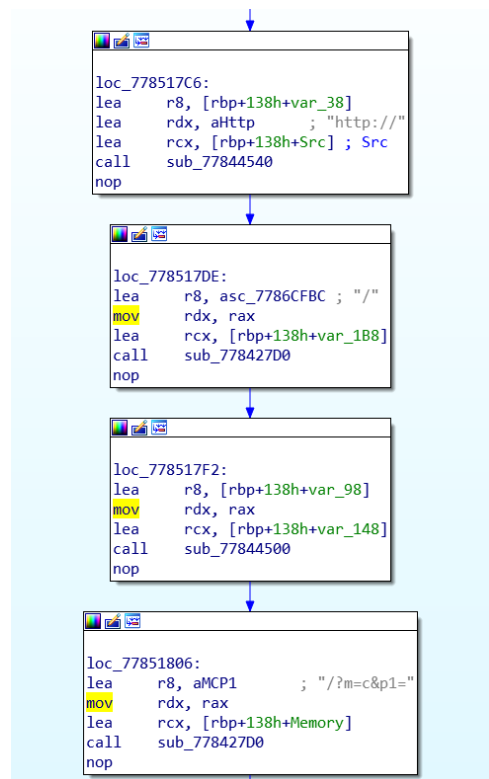 loc_778517C6:
lea r8, [rbp+138h+var_38]
lea rdx, aHttp ; "http://"
lea rcx, [rbp+138h+Src] ; Src
call sub_77844540
nop
loc_778517DE:
lea r8, asc_7786CFBC ; "/"
mov rdx, rax
lea rcx, [rbp+138h+var_1B8]
call sub_778427D0
nop
loc_778517F2:
lea r8, [rbp+138h+var_98]
mov rdx, rax
lea rcx, [rbp+138h+var_148]
call sub_77844500
nop
loc_77851806:
lea r8, aMCP1 ; "/?m=c&p1="
mov rdx, rax
lea rcx, [rbp+138h+Memory]
call sub_778427D0
nop